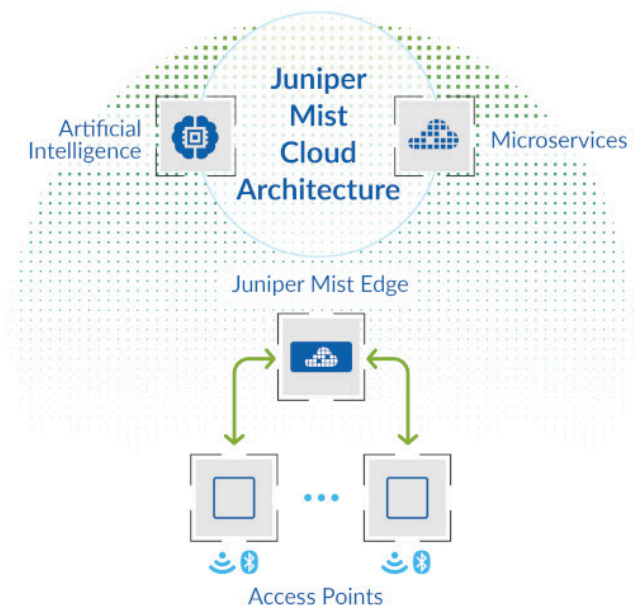 Juniper
Mist
Cloud
Architecture
Artificial
Intelligence
Microservices
Juniper Mist Edge
Access Points